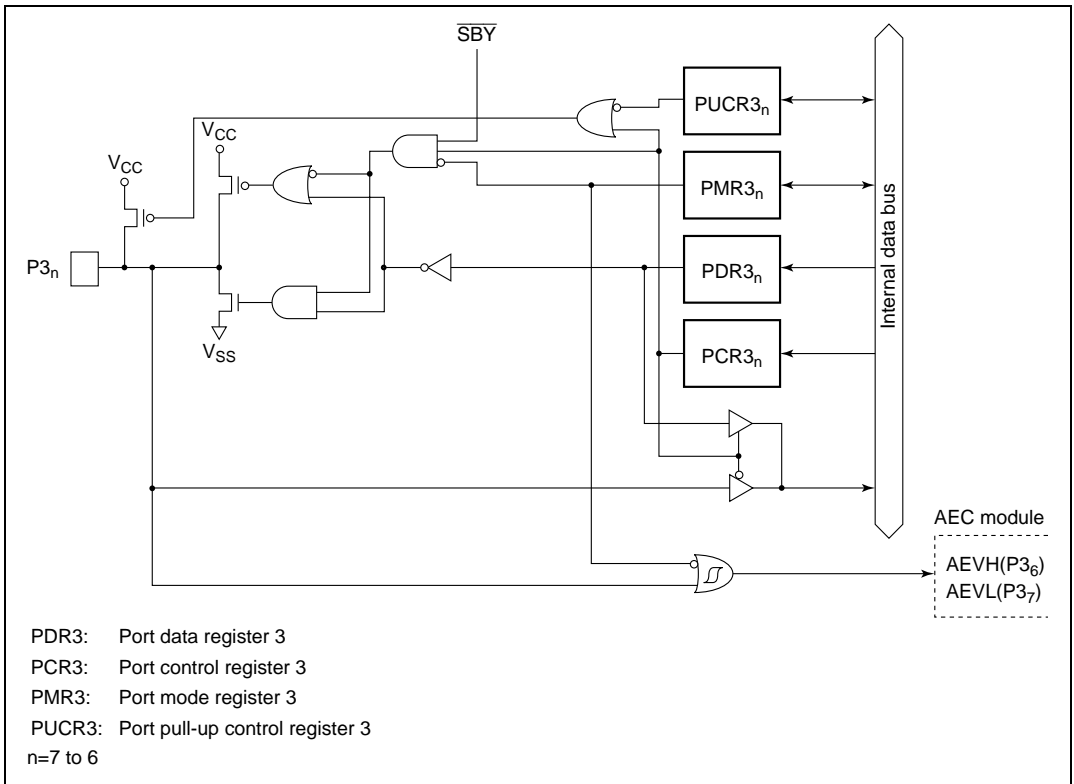 SBY
PUCR3n
VCC
VCC
PMR3n
P3n
PDR3n
VSS
PCR3n
Internal data bus
AEC module
AEVH(P36)
AEVL(P37)
PDR3: Port data register 3
PCR3: Port control register 3
PMR3: Port mode register 3
PUCR3: Port pull-up control register 3
n=7 to 6